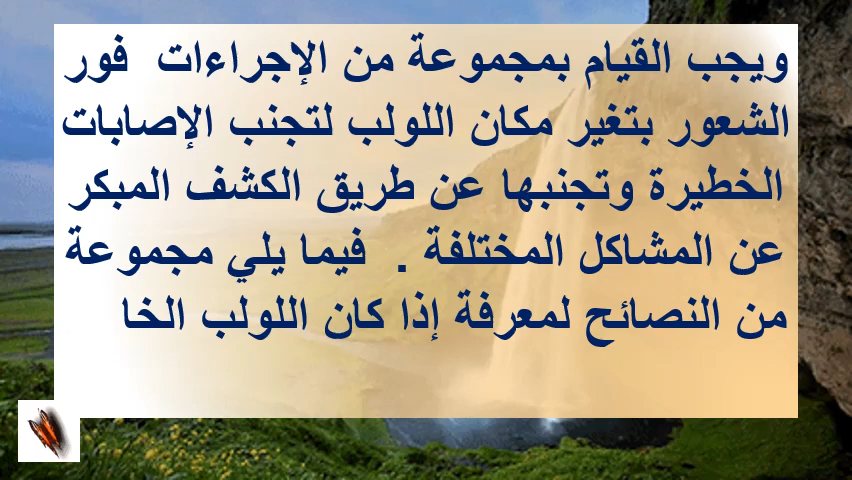 ويجب القيام بمجموعة من الإجراءات فور
الشعور بتغير مكان اللولب لتجنب الإصابات
الخطيرة وتجنبها عن طريق الكشف المبكر
عن المشاكل المختلفة . فيما يلي مجموعة
من النصائح لمعرفة إذا كان اللولب الخا